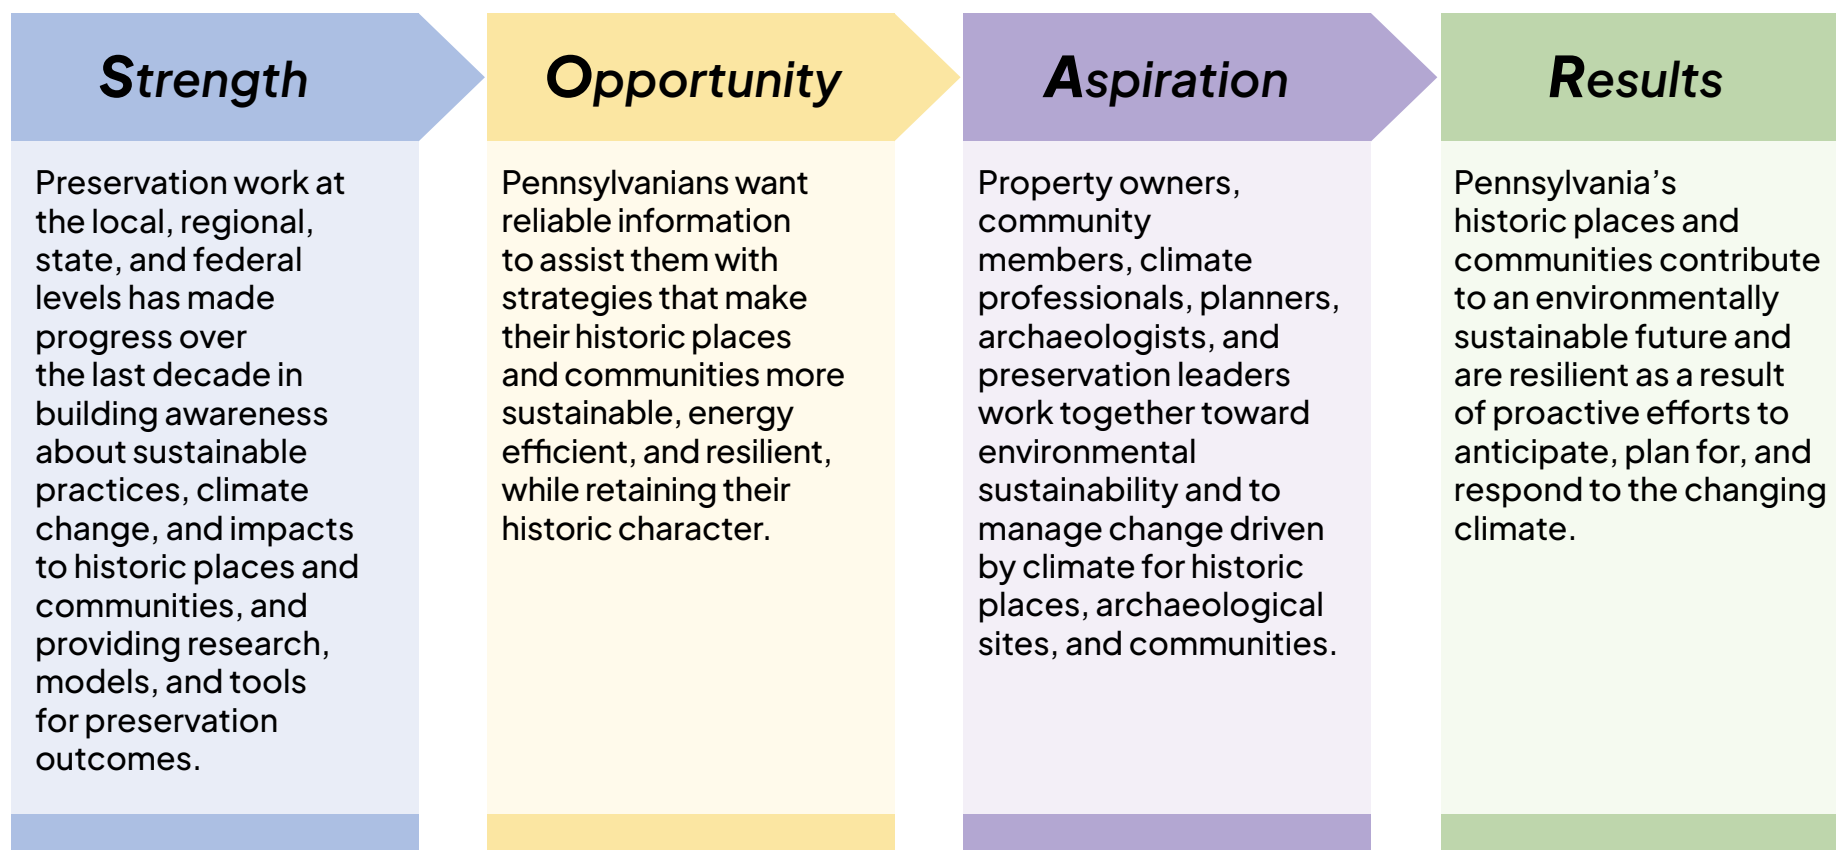 Strength
Preservation work at
the local, regional,
state, and federal
levels has made
progress over
the last decade in
building awareness
about sustainable
practices, climate
change, and impacts
to historic places and
communities, and
providing research,
models, and tools
for preservation
outcomes.
Opportunity
Pennsylvanians want
reliable information
to assist them with
strategies that make
their historic places
and communities more
sustainable, energy
efficient, and resilient,
while retaining their
historic character.
Aspiration
Property owners,
community
members, climate
professionals, planners,
archaeologists, and
preservation leaders
work together toward
environmental
sustainability and to
manage change driven
by climate for historic
places, archaeological
sites, and communities.
Results
Pennsylvania’s
historic places and
communities contribute
to an environmentally
sustainable future and
are resilient as a result
of proactive efforts to
anticipate, plan for, and
respond to the changing
climate.